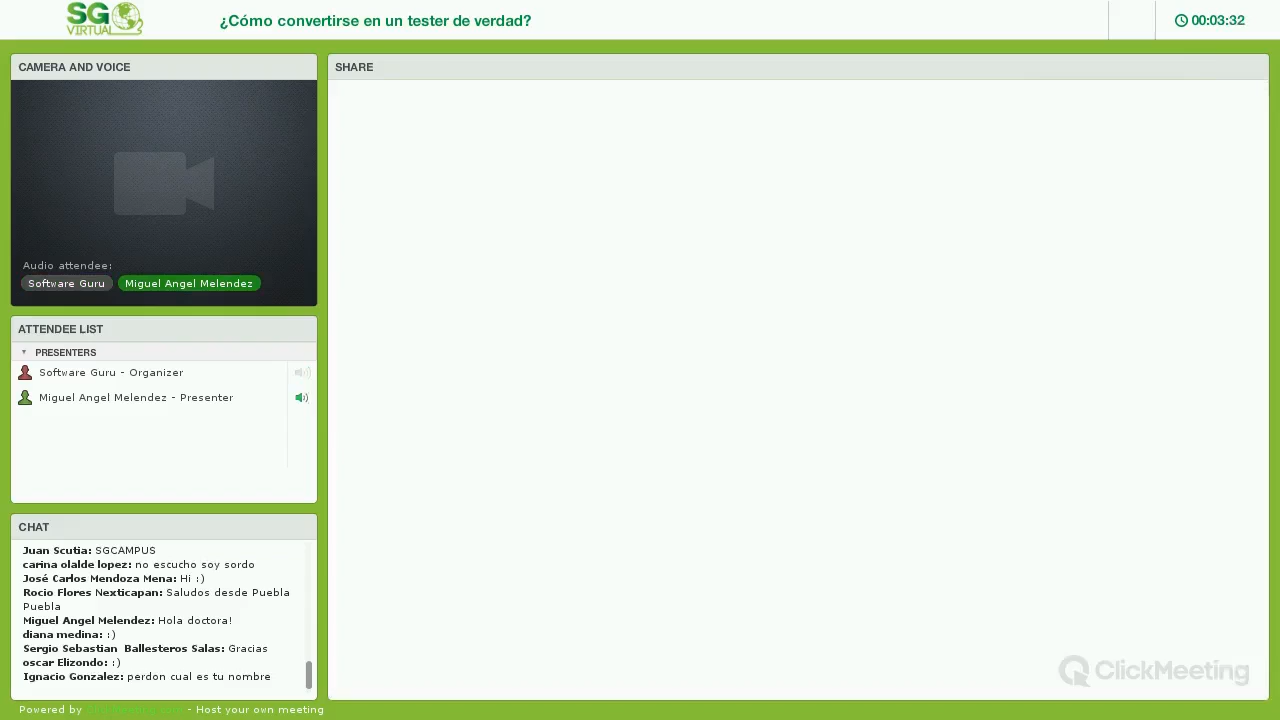 SG
VIRTUAL
¿Cómo convertirse en un tester de verdad?
00:03:32
CAMERA AND VOICE
Audio attendee:
Software Guru
Miguel Angel Melendez
ATTENDEE LIST
PRESENTERS
Software Guru - Organizer
Miguel Angel Melendez - Presenter
CHAT
Juan Scutia: SGCAMPUS
carina olalde lopez: no escucho soy sordo
José Carlos Mendoza Mena: Hi :)
Rocio Flores Nexticapan: Saludos desde Puebla
Puebla
Miguel Angel Melendez: Hola doctora!
diana medina: :)
Sergio Sebastian Ballesteros Salas: Gracias
oscar Elizondo: :)
Ignacio Gonzalez: perdon cual es tu nombre
SHARE
ClickMeeting
Powered by ClickMeeting.com - Host your own meeting